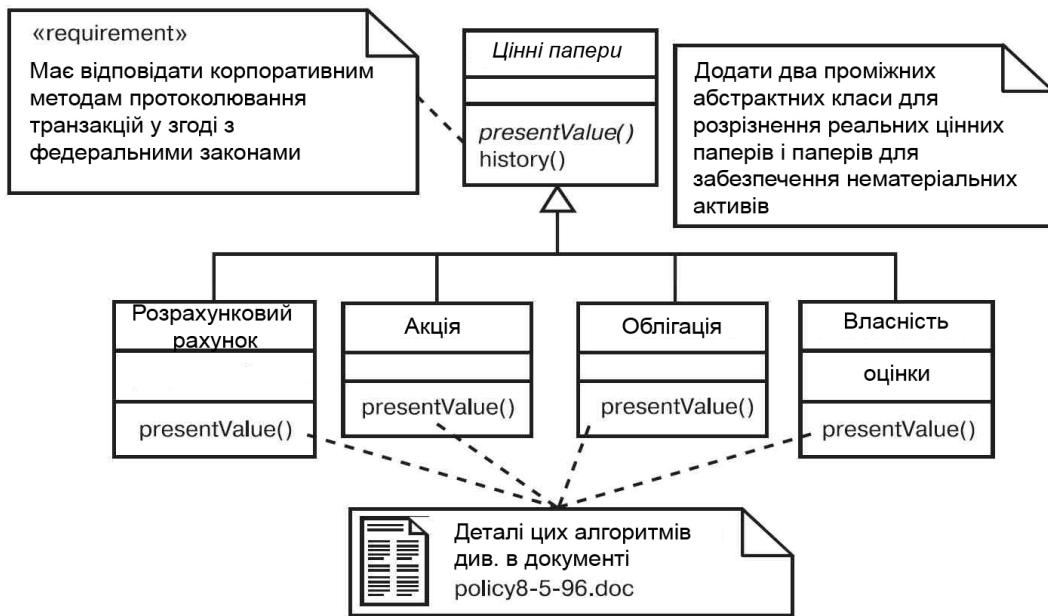 «requirement»
Має відповідати корпоративним
методам протоколювання
транзакцій у згоді з
федеральними законами
Цінні папери
presentValue()
history()
Додати два проміжних
абстрактних класи для
розрізнення реальних цінних
паперів і паперів для
забезпечення нематеріальних
активів
Розрахунковий
рахунок
presentValue()
Акція
presentValue()
Облігація
presentValue()
Власність
оцінки
presentValue()
Деталі цих алгоритмів
див. в документі
policy8-5-96.doc